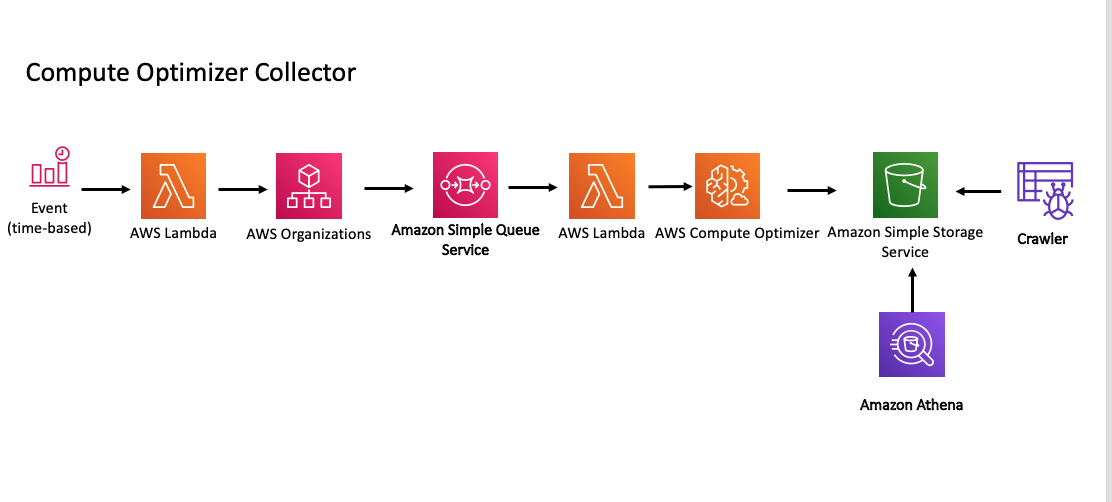 Compute Optimizer Collector
Event
(time-based)
AWS Lambda
AWS Organizations
Amazon Simple Queue
Service
AWS Lambda
AWS Compute Optimizer
Amazon Simple Storage
Service
Crawler
Amazon Athena